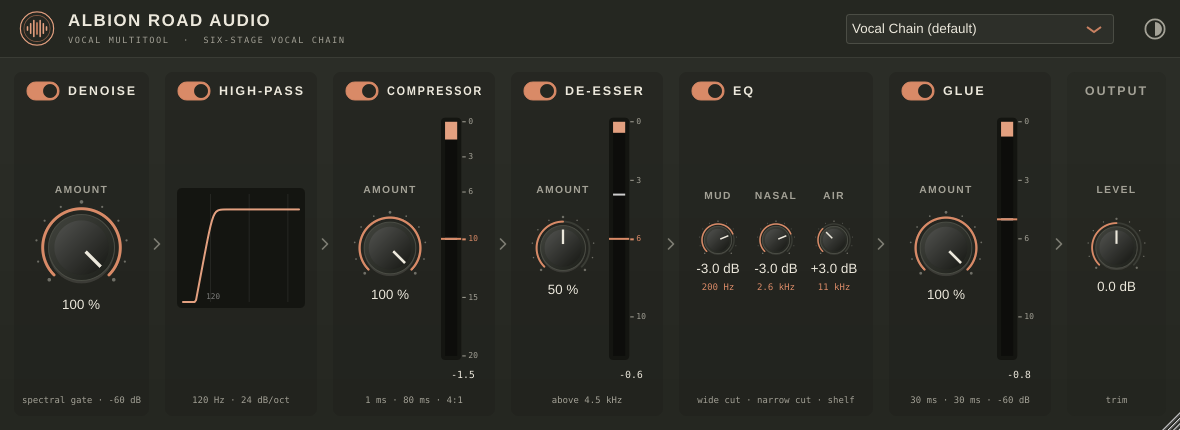 ALBION ROAD AUDIO
VOCAL MULTITOOL · SIX-STAGE VOCAL CHAIN
Vocal Chain (default)
DENOISE
AMOUNT
100 %
spectral gate · -60 dB
HIGH-PASS
120
120 Hz · 24 dB/oct
COMPRESSOR
AMOUNT
100 %
0
3
6
10
15
20
-1.5
1 ms · 80 ms · 4:1
DE-ESSER
AMOUNT
50 %
0
3
6
10
-0.6
above 4.5 kHz
EQ
MUD NASAL AIR
-3.0 dB -3.0 dB +3.0 dB
200 Hz 2.6 kHz 11 kHz
wide cut · narrow cut · shelf
GLUE
AMOUNT
100 %
0
3
6
10
-0.8
30 ms · 30 ms · -60 dB
OUTPUT
LEVEL
0.0 dB
trim